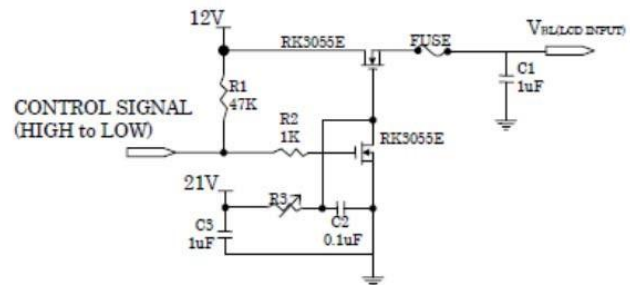 12V
RK3055E
FUSE
VBL(LCD INPUT)
C1
1uF
R1
47K
CONTROL SIGNAL
(HIGH to LOW)
R2
1K
RK3055E
21V
R3
C2
0.1uF
C3
1uF